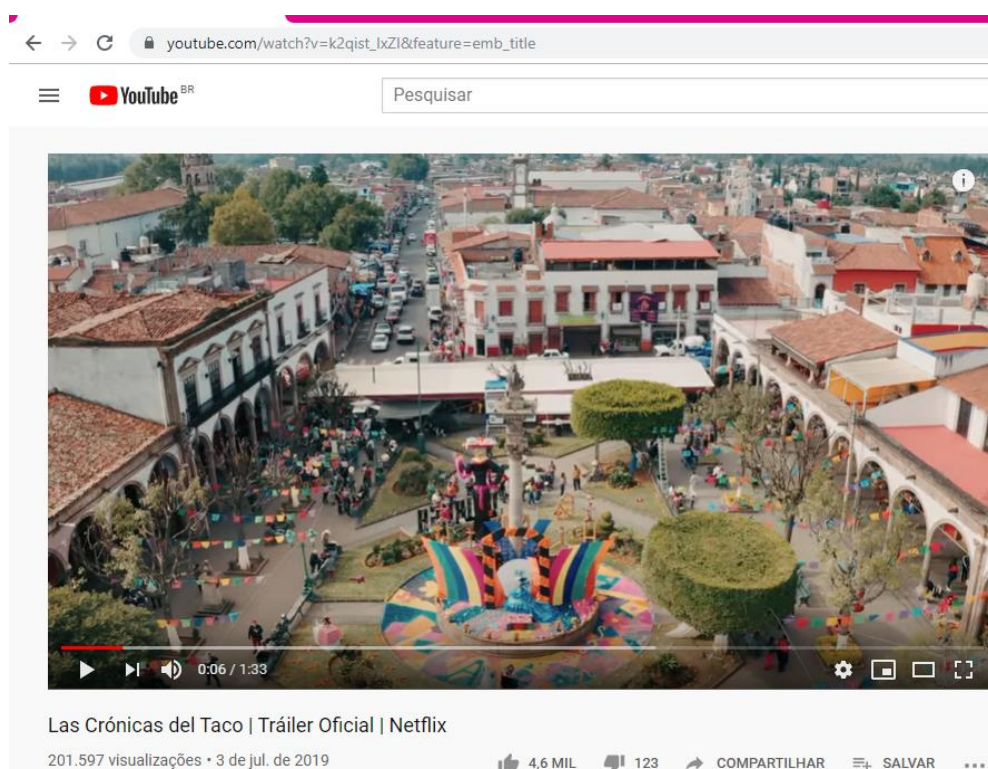 youtube.com/watch?v=k2qist_IxZI&feature=emb_title
YouTube BR
Pesquisar
0:06 / 1:33
Las Crónicas del Taco | Tráiler Oficial | Netflix
201.597 visualizações • 3 de jul. de 2019
4,6 MIL 123 COMPARTILHAR SALVAR